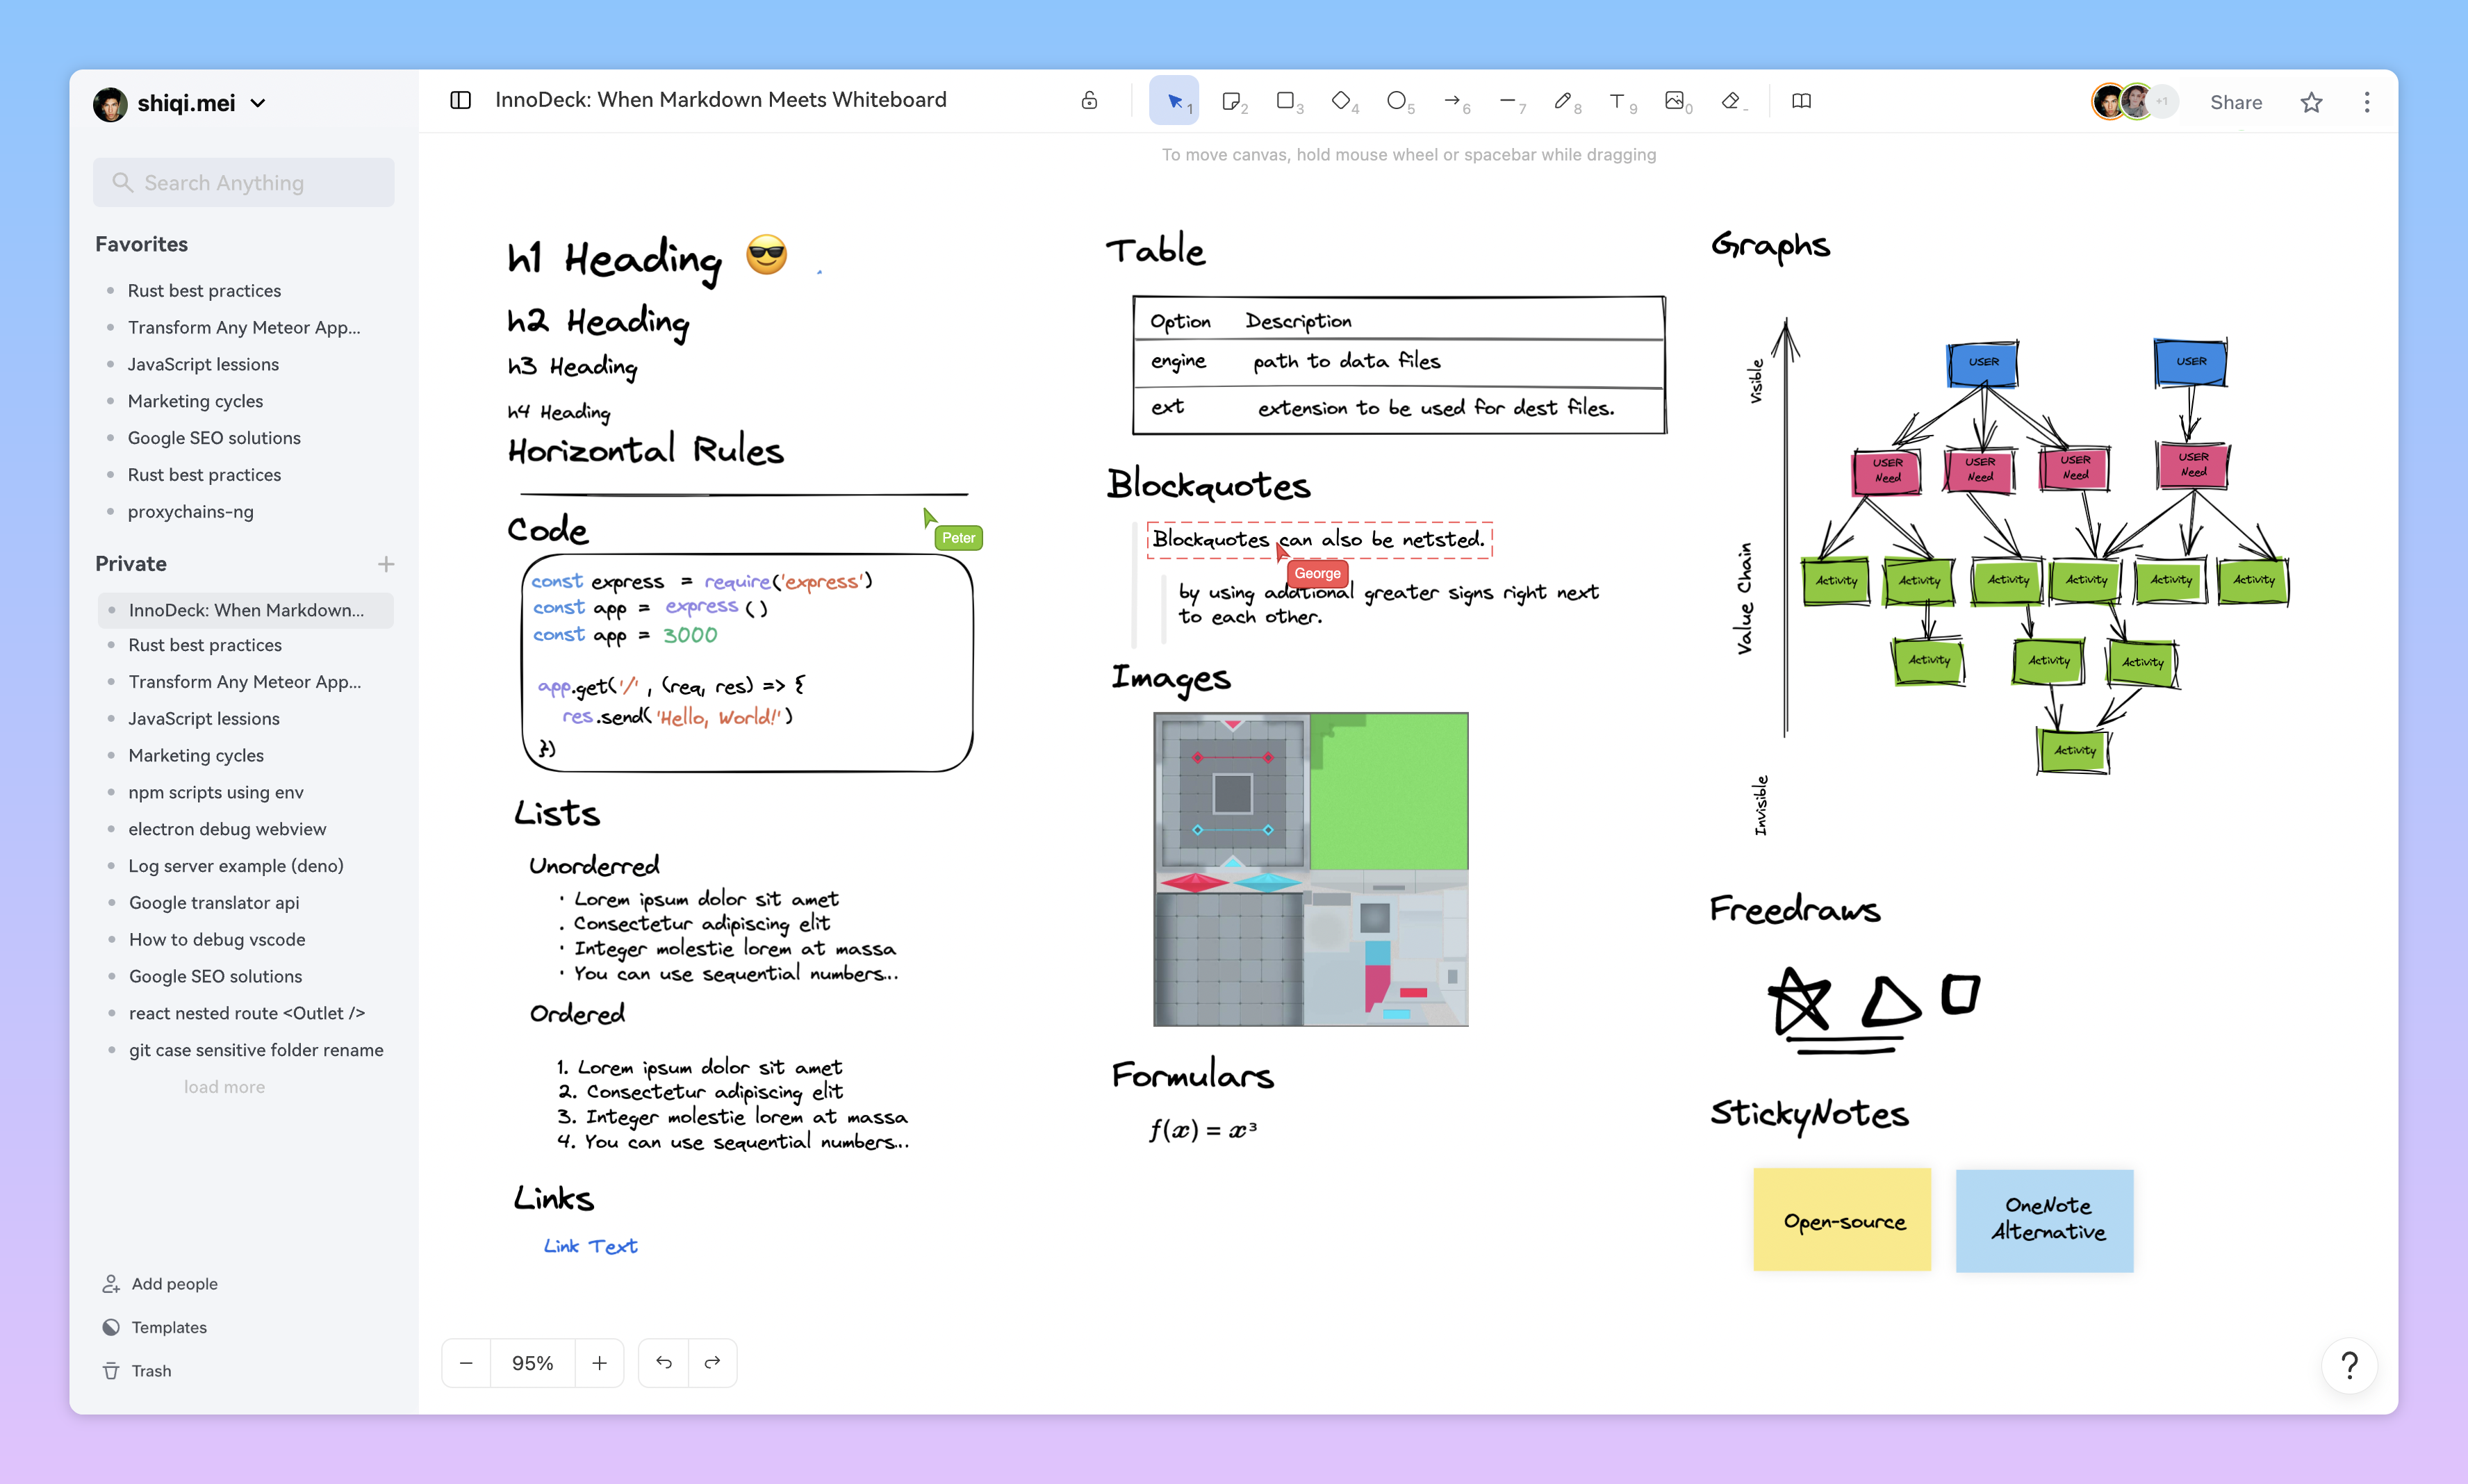 shiqi.mei
Search Anything
Favorites
Rust best practices
Transform Any Meteor App...
JavaScript lessions
Marketing cycles
Google SEO solutions
Rust best practices
proxychains-ng
Private
InnoDeck: When Markdown...
Rust best practices
Transform Any Meteor App...
JavaScript lessions
Marketing cycles
npm scripts using env
electron debug webview
Log server example (deno)
Google translator api
How to debug vscode
Google SEO solutions
react nested route <Outlet />
git case sensitive folder rename
load more
Add people
Templates
Trash
InnoDeck: When Markdown Meets Whiteboard
1 2 3 4 5 6 7 8 9 0 -
+1
Share
To move canvas, hold mouse wheel or spacebar while dragging
h1 Heading 😎
h2 Heading
h3 Heading
h4 Heading
Horizontal Rules
Peter
Code
const express = require('express')
const app = express ()
const app = 3000
app.get('/' , (req, res) => {
res.send('Hello, World!')
})
Lists
Unorderred
· Lorem ipsum dolor sit amet
. Consectetur adipiscing elit
· Integer molestie lorem at massa
· You can use sequential numbers...
Ordered
1. Lorem ipsum dolor sit amet
2. Consectetur adipiscing elit
3. Integer molestie lorem at massa
4. You can use sequential numbers...
Links
Link Text
95%
Table
Option Description
engine path to data files
ext extension to be used for dest files.
Blockquotes
Blockquotes can also be netsted.
George
by using additional greater signs right next
to each other.
Images
Formulars
f(x) = x³
Graphs
Visible
Value Chain
Invisible
USER
USER
USER
Need
USER
Need
USER
Need
USER
Need
Activity
Activity
Activity
Activity
Activity
Activity
Activity
Activity
Activity
Activity
Freedraws
StickyNotes
Open-source
OneNote
Alternative
?